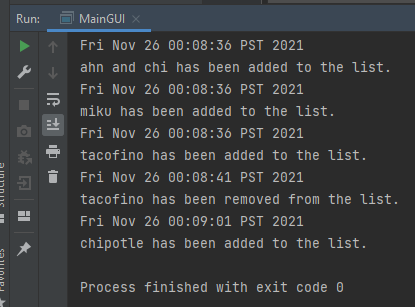 Run: MainGUI
Fri Nov 26 00:08:36 PST 2021
ahn and chi has been added to the list.
Fri Nov 26 00:08:36 PST 2021
miku has been added to the list.
Fri Nov 26 00:08:36 PST 2021
tacofino has been added to the list.
Fri Nov 26 00:08:41 PST 2021
tacofino has been removed from the list.
Fri Nov 26 00:09:01 PST 2021
chipotle has been added to the list.
Process finished with exit code 0
Structure
Favorites